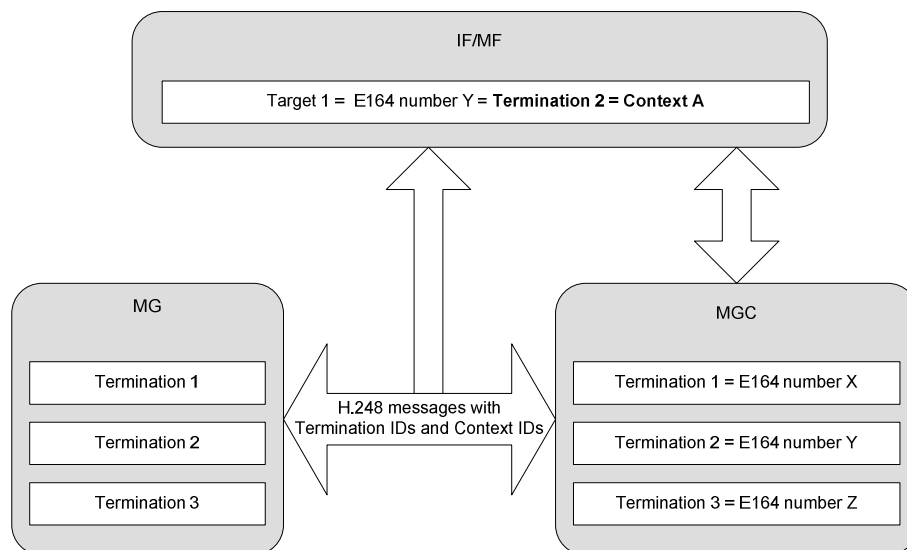 IF/MF
Target 1 = E164 number Y = Termination 2 = Context A
MG
Termination 1
Termination 2
Termination 3
H.248 messages with
Termination IDs and Context IDs
MGC
Termination 1 = E164 number X
Termination 2 = E164 number Y
Termination 3 = E164 number Z